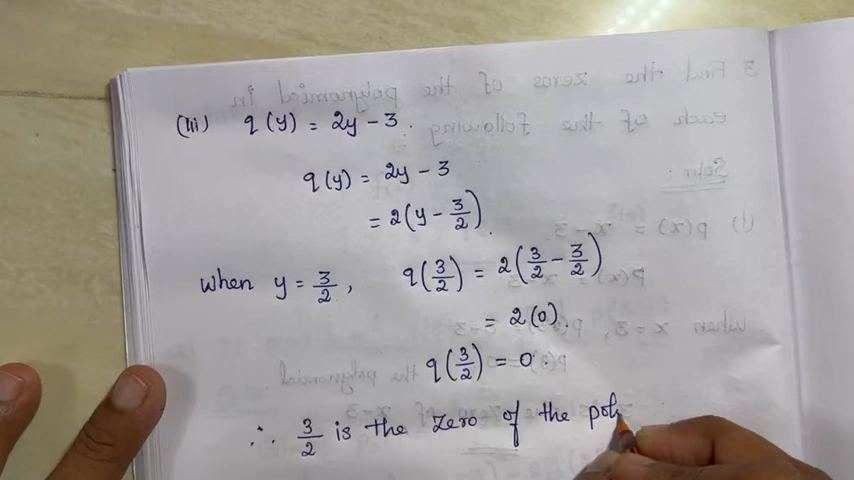 (iii) q(y) = 2y - 3.
q(y) = 2y - 3
= 2(y - 3/2).
when y = 3/2, q(3/2) = 2(3/2 - 3/2)
= 2(0).
q(3/2) = 0.
∴ 3/2 is the zero of the poly